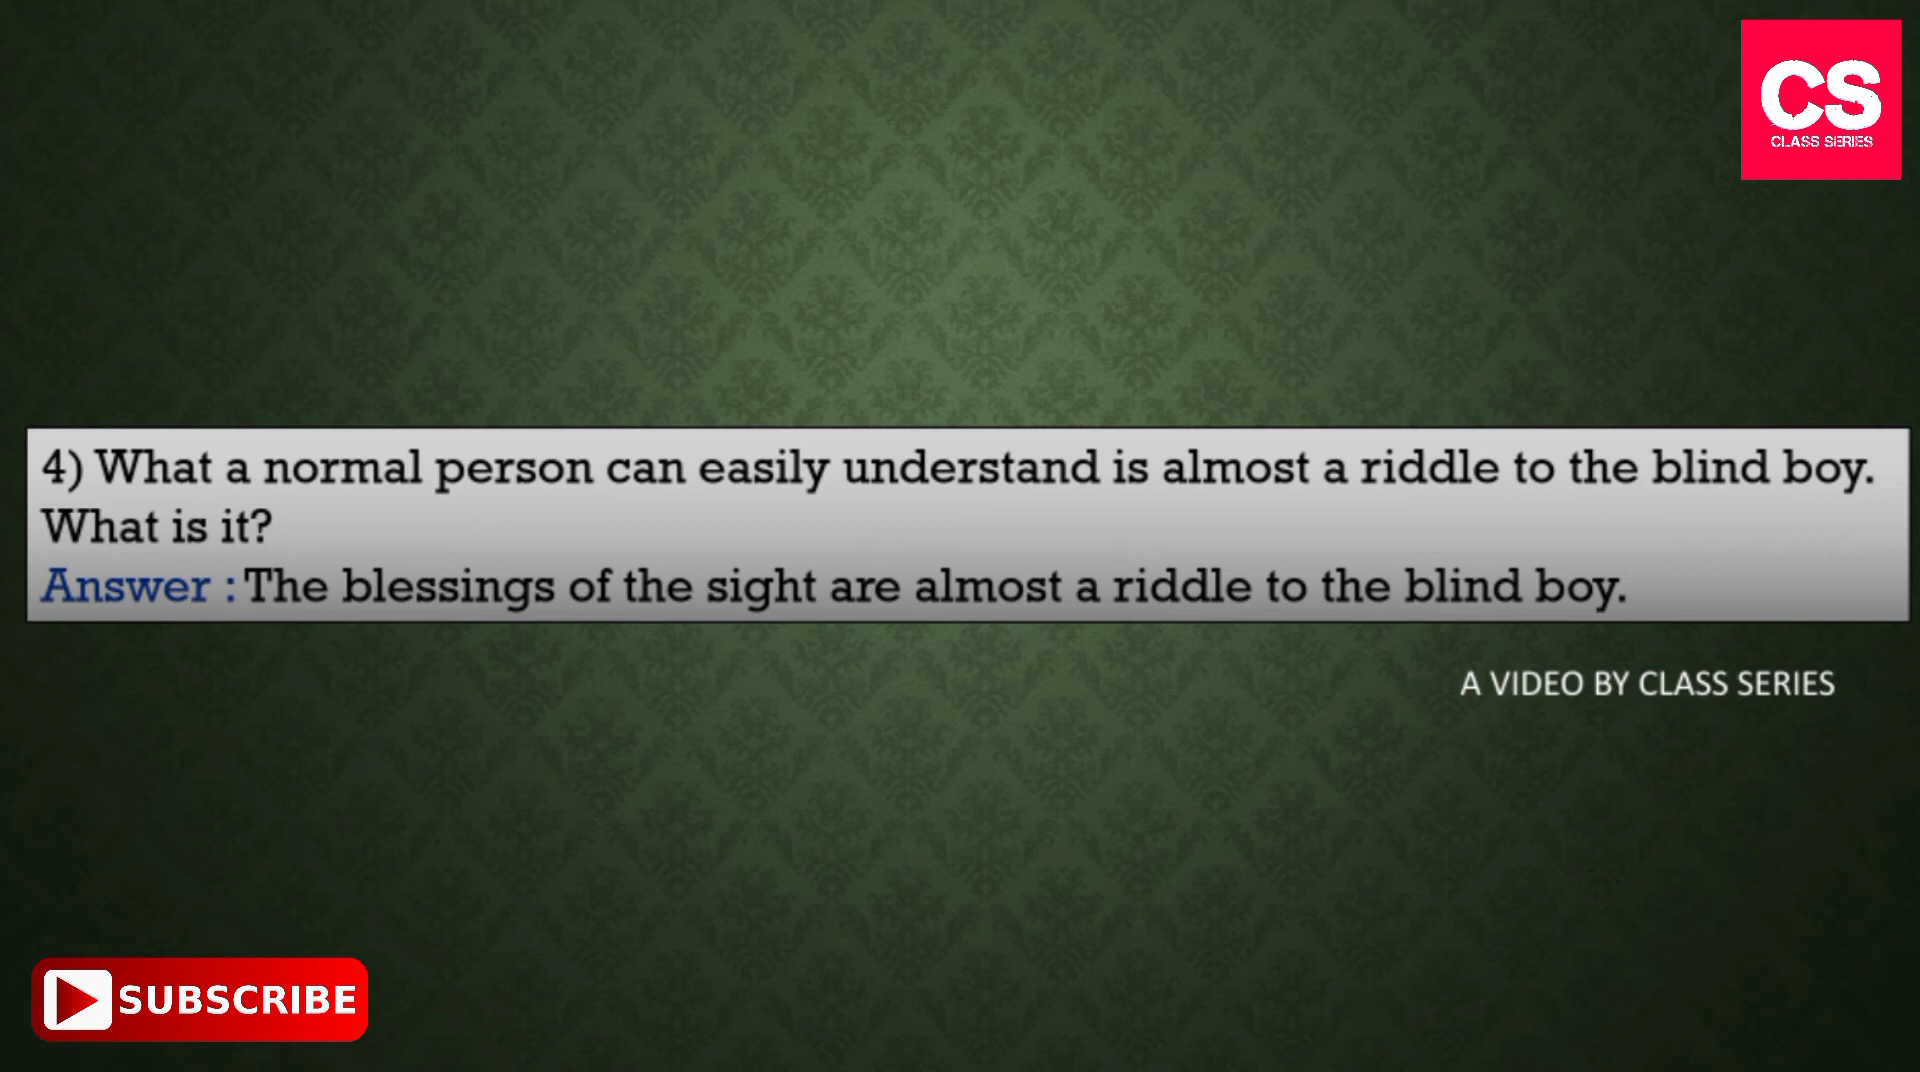 CS
CLASS SERIES
4) What a normal person can easily understand is almost a riddle to the blind boy.
What is it?
Answer : The blessings of the sight are almost a riddle to the blind boy.
A VIDEO BY CLASS SERIES
SUBSCRIBE